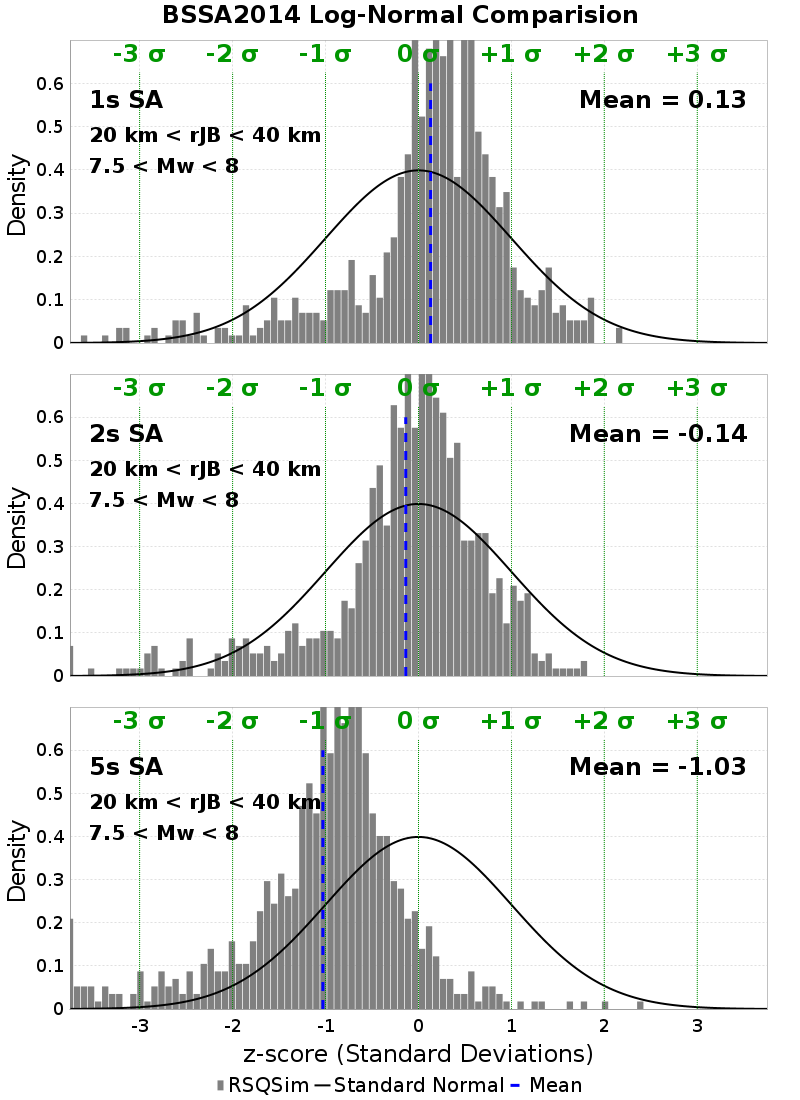 BSSA2014 Log-Normal Comparision
-3 σ -2 σ -1 σ 0 σ +1 σ +2 σ +3 σ
1s SA
Mean = 0.13
20 km < rJB < 40 km
7.5 < Mw < 8
Density
0.6
0.5
0.4
0.3
0.2
0.1
0
-3 σ -2 σ -1 σ 0 σ +1 σ +2 σ +3 σ
2s SA
Mean = -0.14
20 km < rJB < 40 km
7.5 < Mw < 8
Density
0.6
0.5
0.4
0.3
0.2
0.1
0
-3 σ -2 σ -1 σ 0 σ +1 σ +2 σ +3 σ
5s SA
Mean = -1.03
20 km < rJB < 40 km
7.5 < Mw < 8
Density
0.6
0.5
0.4
0.3
0.2
0.1
0
-3 -2 -1 0 1 2 3
z-score (Standard Deviations)
RSQSim Standard Normal Mean